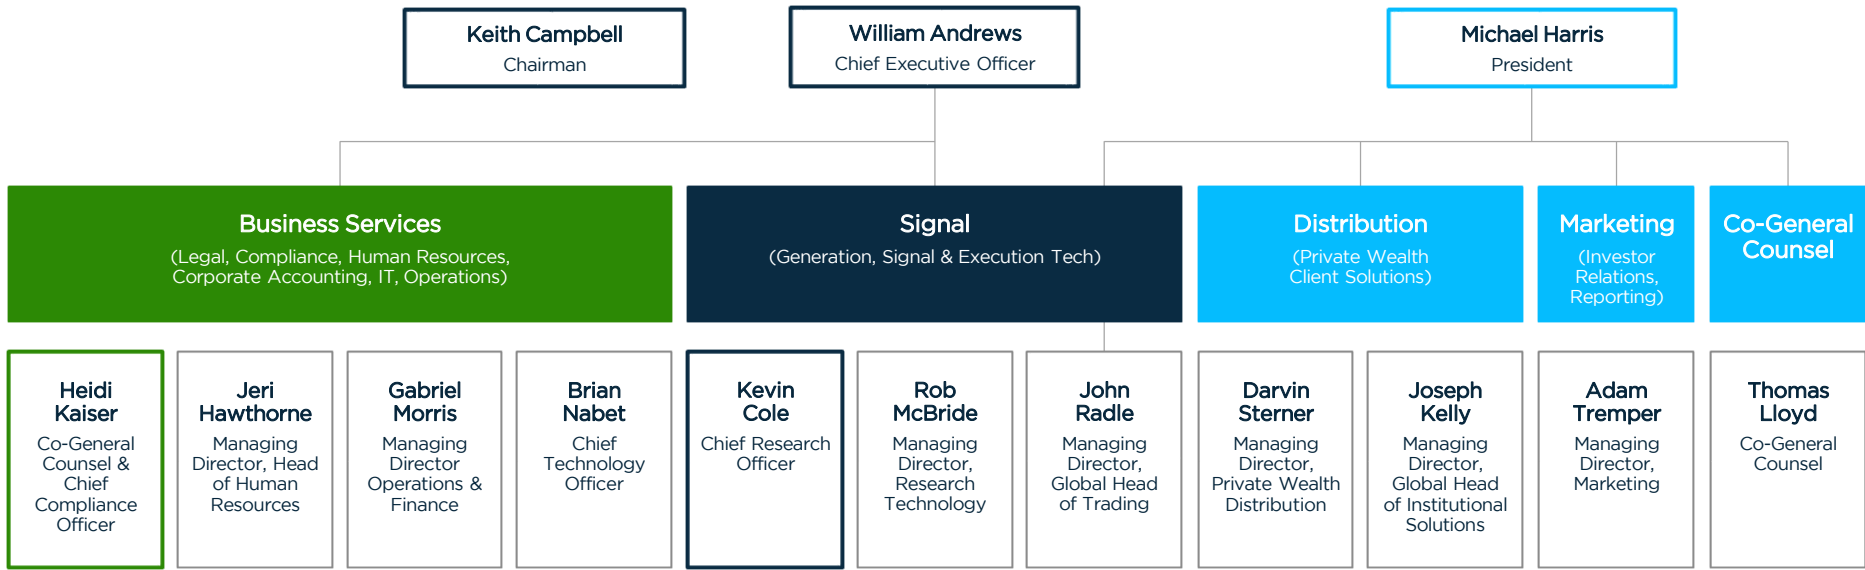 Keith Campbell
Chairman
William Andrews
Chief Executive Officer
Michael Harris
President
Business Services
(Legal, Compliance, Human Resources,
Corporate Accounting, IT, Operations)
Signal
(Generation, Signal & Execution Tech)
Distribution
(Private Wealth
Client Solutions)
Marketing
(Investor
Relations,
Reporting)
Co-General
Counsel
Heidi
Kaiser
Co-General
Counsel &
Chief
Compliance
Officer
Jeri
Hawthorne
Managing
Director, Head
of Human
Resources
Gabriel
Morris
Managing
Director
Operations &
Finance
Brian
Nabet
Chief
Technology
Officer
Kevin
Cole
Chief Research
Officer
Rob
McBride
Managing
Director,
Research
Technology
John
Radle
Managing
Director,
Global Head
of Trading
Darvin
Sterner
Managing
Director,
Private Wealth
Distribution
Joseph
Kelly
Managing
Director,
Global Head
of Institutional
Solutions
Adam
Tremper
Managing
Director,
Marketing
Thomas
Lloyd
Co-General
Counsel